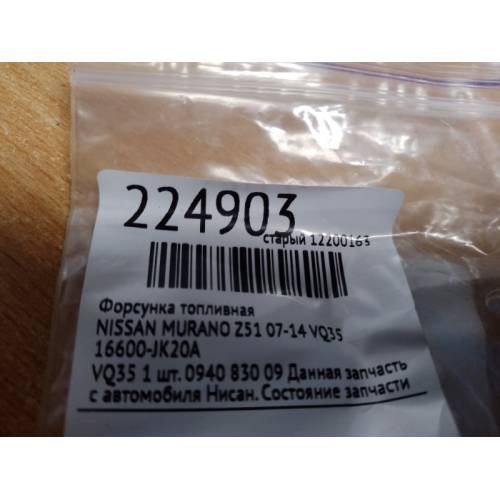 224903
старый 12200163
Форсунка топливная
NISSAN MURANO Z51 07-14 VQ35
16600-JK20A
VQ35 1 шт. 0940 830 09 Данная запчасть
с автомобиля Нисан. Состояние запчасти